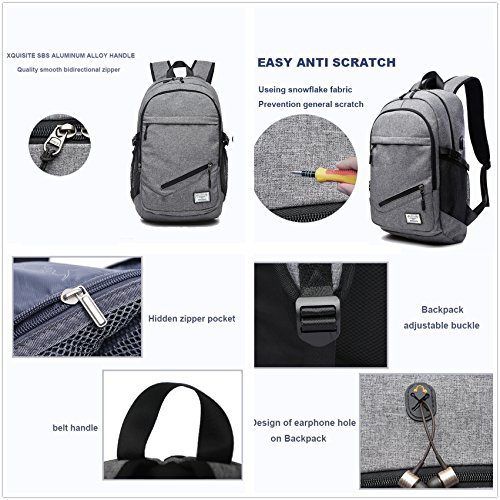 XQUISITE SBS ALUMINUM ALLOY HANDLE
Quality smooth bidirectional zipper
EASY ANTI SCRATCH
Useing snowflake fabric
Prevention general scratch
Hidden zipper pocket
Backpack
adjustable buckle
belt handle
Design of earphone hole
on Backpack